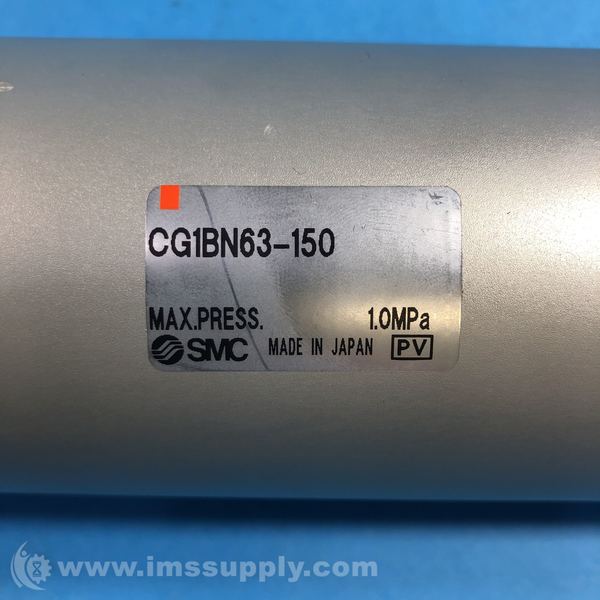 CG1BN63-150
MAX.PRESS. 1.0MPa
SMC MADE IN JAPAN PV
www.imssupply.com